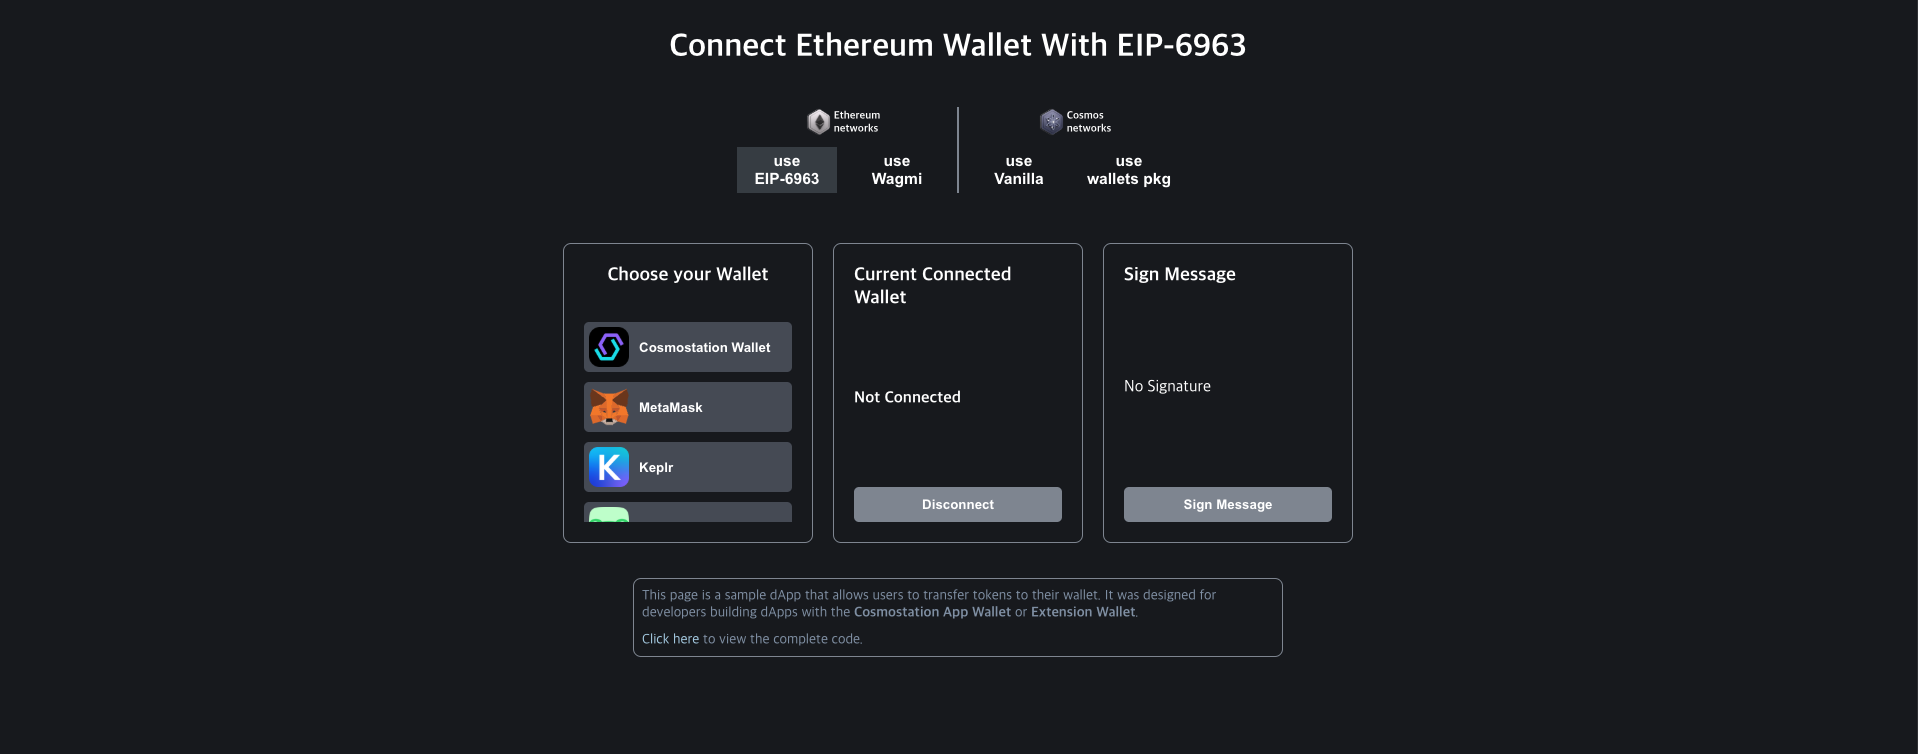 Connect Ethereum Wallet With EIP-6963
Ethereum
networks
Cosmos
networks
use
EIP-6963
use
Wagmi
use
Vanilla
use
wallets pkg
Choose your Wallet
Cosmostation Wallet
MetaMask
Keplr
Current Connected
Wallet
Not Connected
Disconnect
Sign Message
No Signature
Sign Message
This page is a sample dApp that allows users to transfer tokens to their wallet. It was designed for
developers building dApps with the Cosmostation App Wallet or Extension Wallet.
Click here to view the complete code.